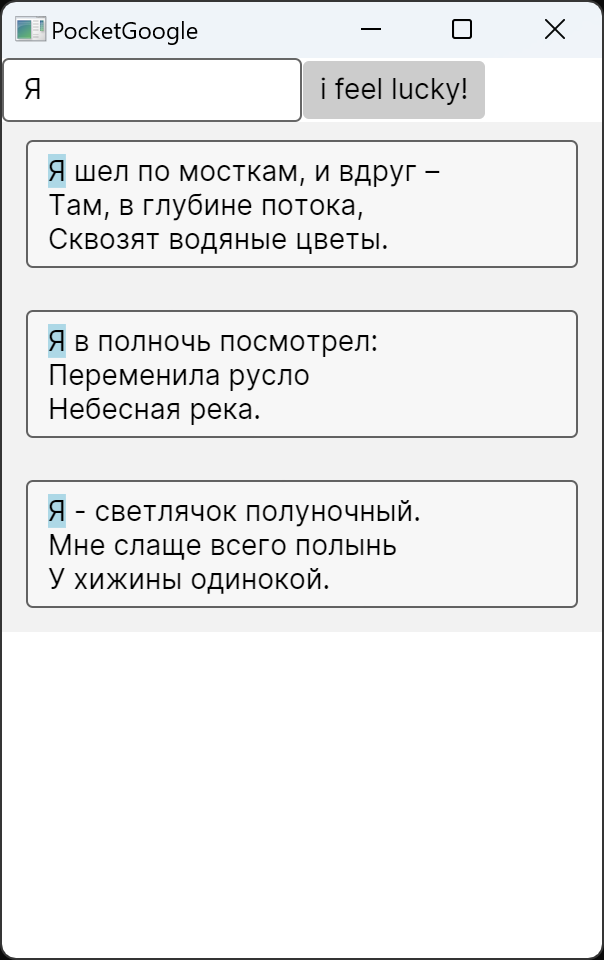 PocketGoogle
Я
i feel lucky!
Я шел по мосткам, и вдруг –
Там, в глубине потока,
Сквозят водяные цветы.
Я в полночь посмотрел:
Переменила русло
Небесная река.
Я - светлячок полуночный.
Мне слаще всего полынь
У хижины одинокой.